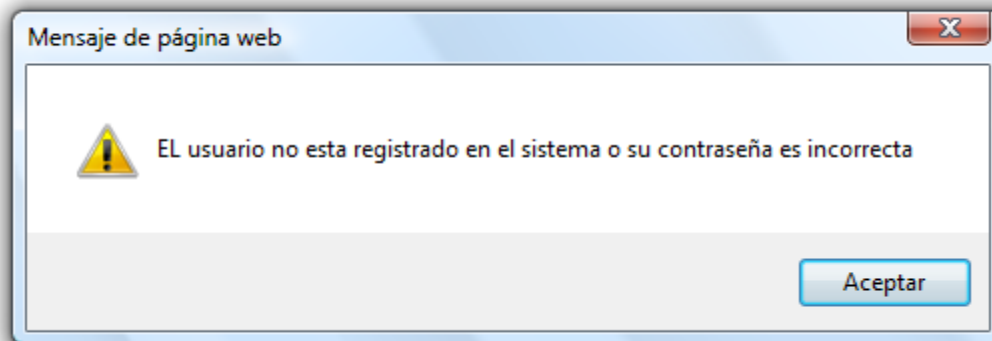 Mensaje de página web
EL usuario no esta registrado en el sistema o su contraseña es incorrecta
Aceptar